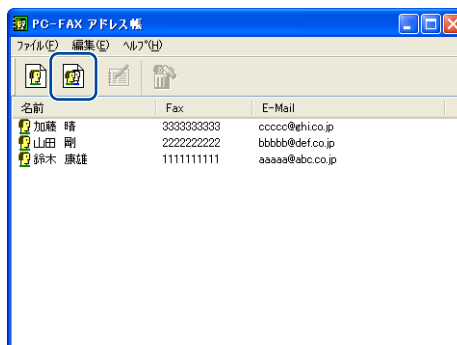 PC-FAX アドレス帳
ファイル(F) 編集(E) ヘルプ(H)
名前 Fax E-Mail
加藤 晴 3333333333 ccccc@ghi.co.jp
山田 剛 2222222222 bbbbb@def.co.jp
鈴木 康雄 1111111111 aaaaa@abc.co.jp